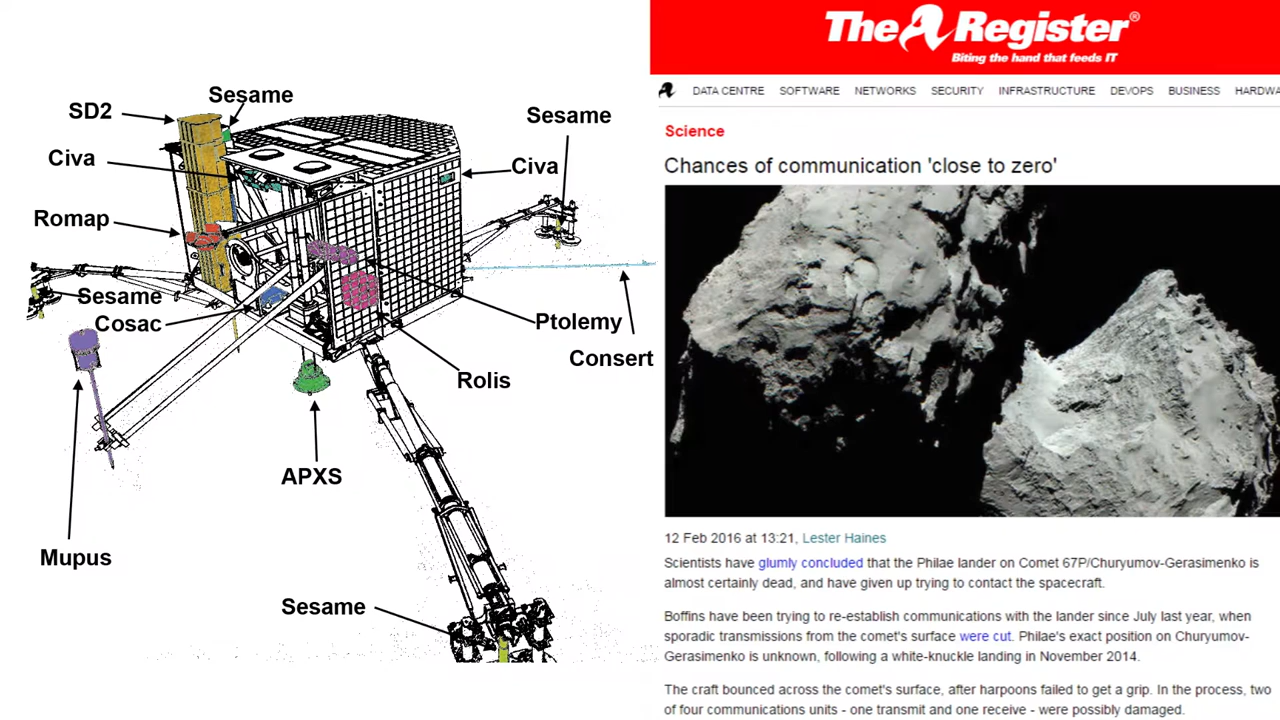 Sesame
SD2
Sesame
Civa
Civa
Romap
Sesame
Cosac
Ptolemy
Consert
Rolis
APXS
Mupus
Sesame
The Register®
Biting the hand that feeds IT
DATA CENTRE SOFTWARE NETWORKS SECURITY INFRASTRUCTURE DEVOPS BUSINESS HARDWA
Science
Chances of communication 'close to zero'
12 Feb 2016 at 13:21, Lester Haines
Scientists have glumly concluded that the Philae lander on Comet 67P/Churyumov-Gerasimenko is
almost certainly dead, and have given up trying to contact the spacecraft.
Boffins have been trying to re-establish communications with the lander since July last year, when
sporadic transmissions from the comet's surface were cut. Philae's exact position on Churyumov-
Gerasimenko is unknown, following a white-knuckle landing in November 2014.
The craft bounced across the comet's surface, after harpoons failed to get a grip. In the process, two
of four communications units - one transmit and one receive - were possibly damaged.